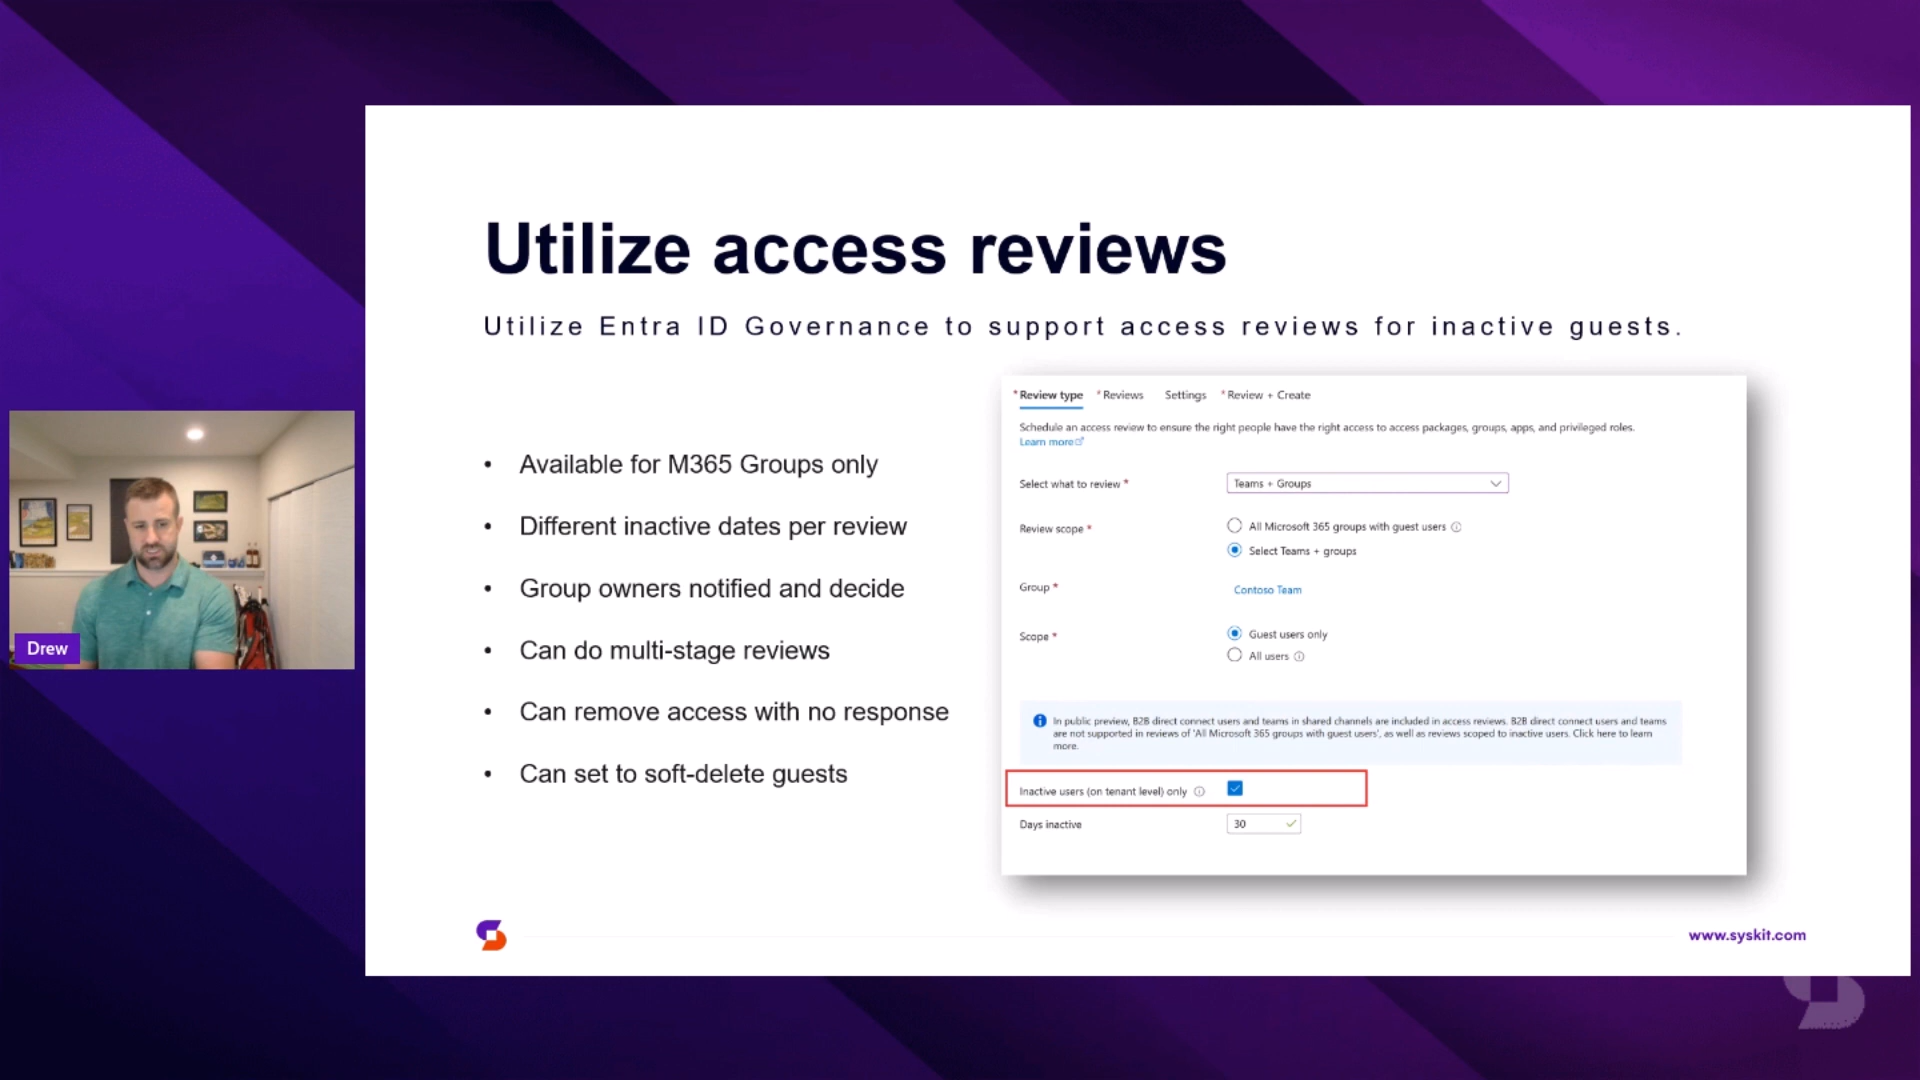 Utilize access reviews
Utilize Entra ID Governance to support access reviews for inactive guests.
• Available for M365 Groups only
• Different inactive dates per review
• Group owners notified and decide
• Can do multi-stage reviews
• Can remove access with no response
• Can set to soft-delete guests
* Review type * Reviews Settings * Review + Create
Schedule an access review to ensure the right people have the right access to access packages, groups, apps, and privileged roles.
Learn more
Select what to review * Teams + Groups
Review scope * All Microsoft 365 groups with guest users
Select Teams + groups
Group * Contoso Team
Scope * Guest users only
All users
In public preview, B2B direct connect users and teams in shared channels are included in access reviews. B2B direct connect users and teams
are not supported in reviews of 'All Microsoft 365 groups with guest users', as well as reviews scoped to inactive users. Click here to learn
more.
Inactive users (on tenant level) only
Days inactive 30
Drew
www.syskit.com